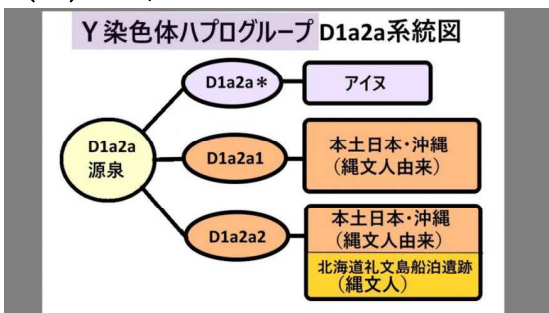 Y染色体ハプログループD1a2a系統図
D1a2a＊
アイヌ
D1a2a
源泉
D1a2a1
本土日本・沖縄
（縄文人由来）
D1a2a2
本土日本・沖縄
（縄文人由来）
北海道礼文島船泊遺跡
（縄文人）